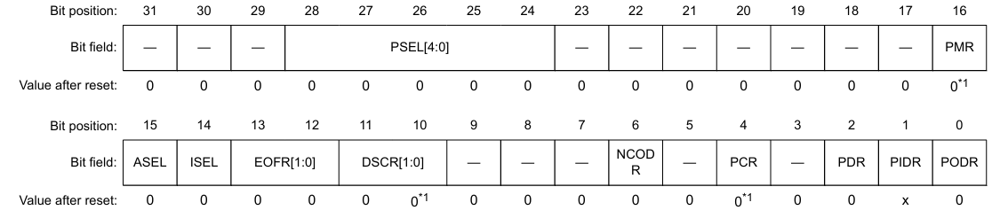 Bit position: 31 30 29 28 27 26 25 24 23 22 21 20 19 18 17 16
Bit field: — — — PSEL[4:0] — — — — — — — PMR
Value after reset: 0 0 0 0 0 0 0 0 0 0 0 0 0 0 0 0*1
Bit position: 15 14 13 12 11 10 9 8 7 6 5 4 3 2 1 0
Bit field: ASEL ISEL EOFR[1:0] DSCR[1:0] — — — NCOD
R — PCR — PDR PIDR PODR
Value after reset: 0 0 0 0 0 0*1 0 0 0 0 0 0*1 0 0 x 0